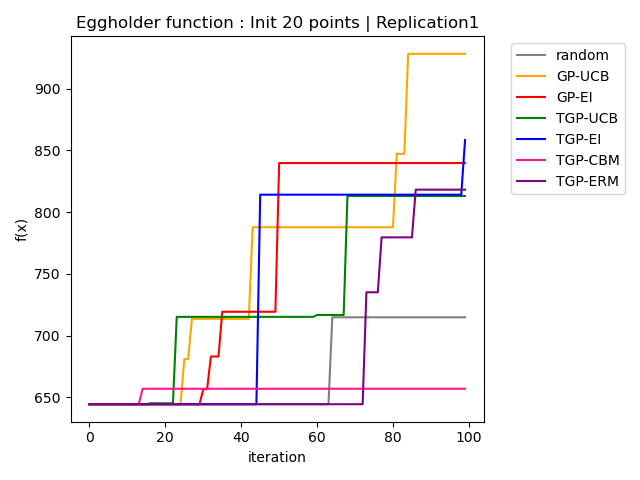 Eggholder function : Init 20 points | Replication1
random
GP-UCB
GP-EI
TGP-UCB
TGP-EI
TGP-CBM
TGP-ERM
f(x)
900
850
800
750
700
650
0 20 40 60 80 100
iteration